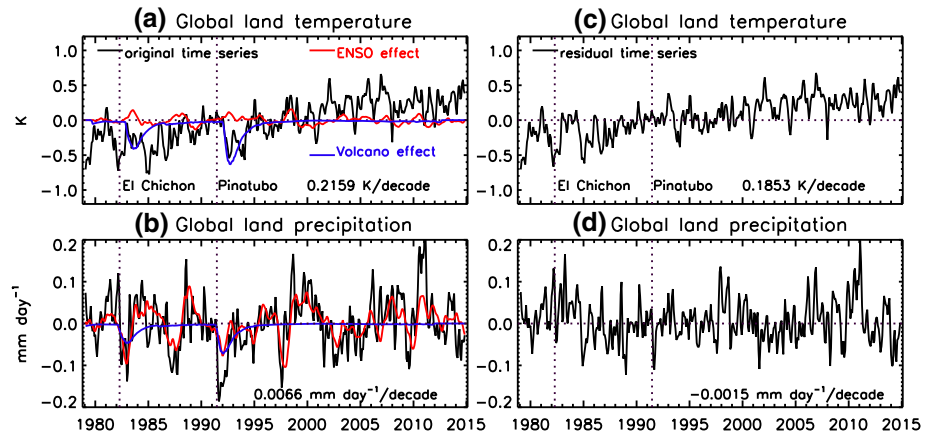 (a) Global land temperature
1.0
0.5
0.0
−0.5
−1.0
K
original time series
ENSO effect
Volcano effect
El Chichon
Pinatubo
0.2159 K/decade
(c) Global land temperature
1.0
0.5
0.0
−0.5
−1.0
residual time series
El Chichon
Pinatubo
0.1853 K/decade
(b) Global land precipitation
0.2
0.1
0.0
−0.1
−0.2
mm day⁻¹
0.0066 mm day⁻¹/decade
1980 1985 1990 1995 2000 2005 2010 2015
(d) Global land precipitation
0.2
0.1
0.0
−0.1
−0.2
−0.0015 mm day⁻¹/decade
1980 1985 1990 1995 2000 2005 2010 2015